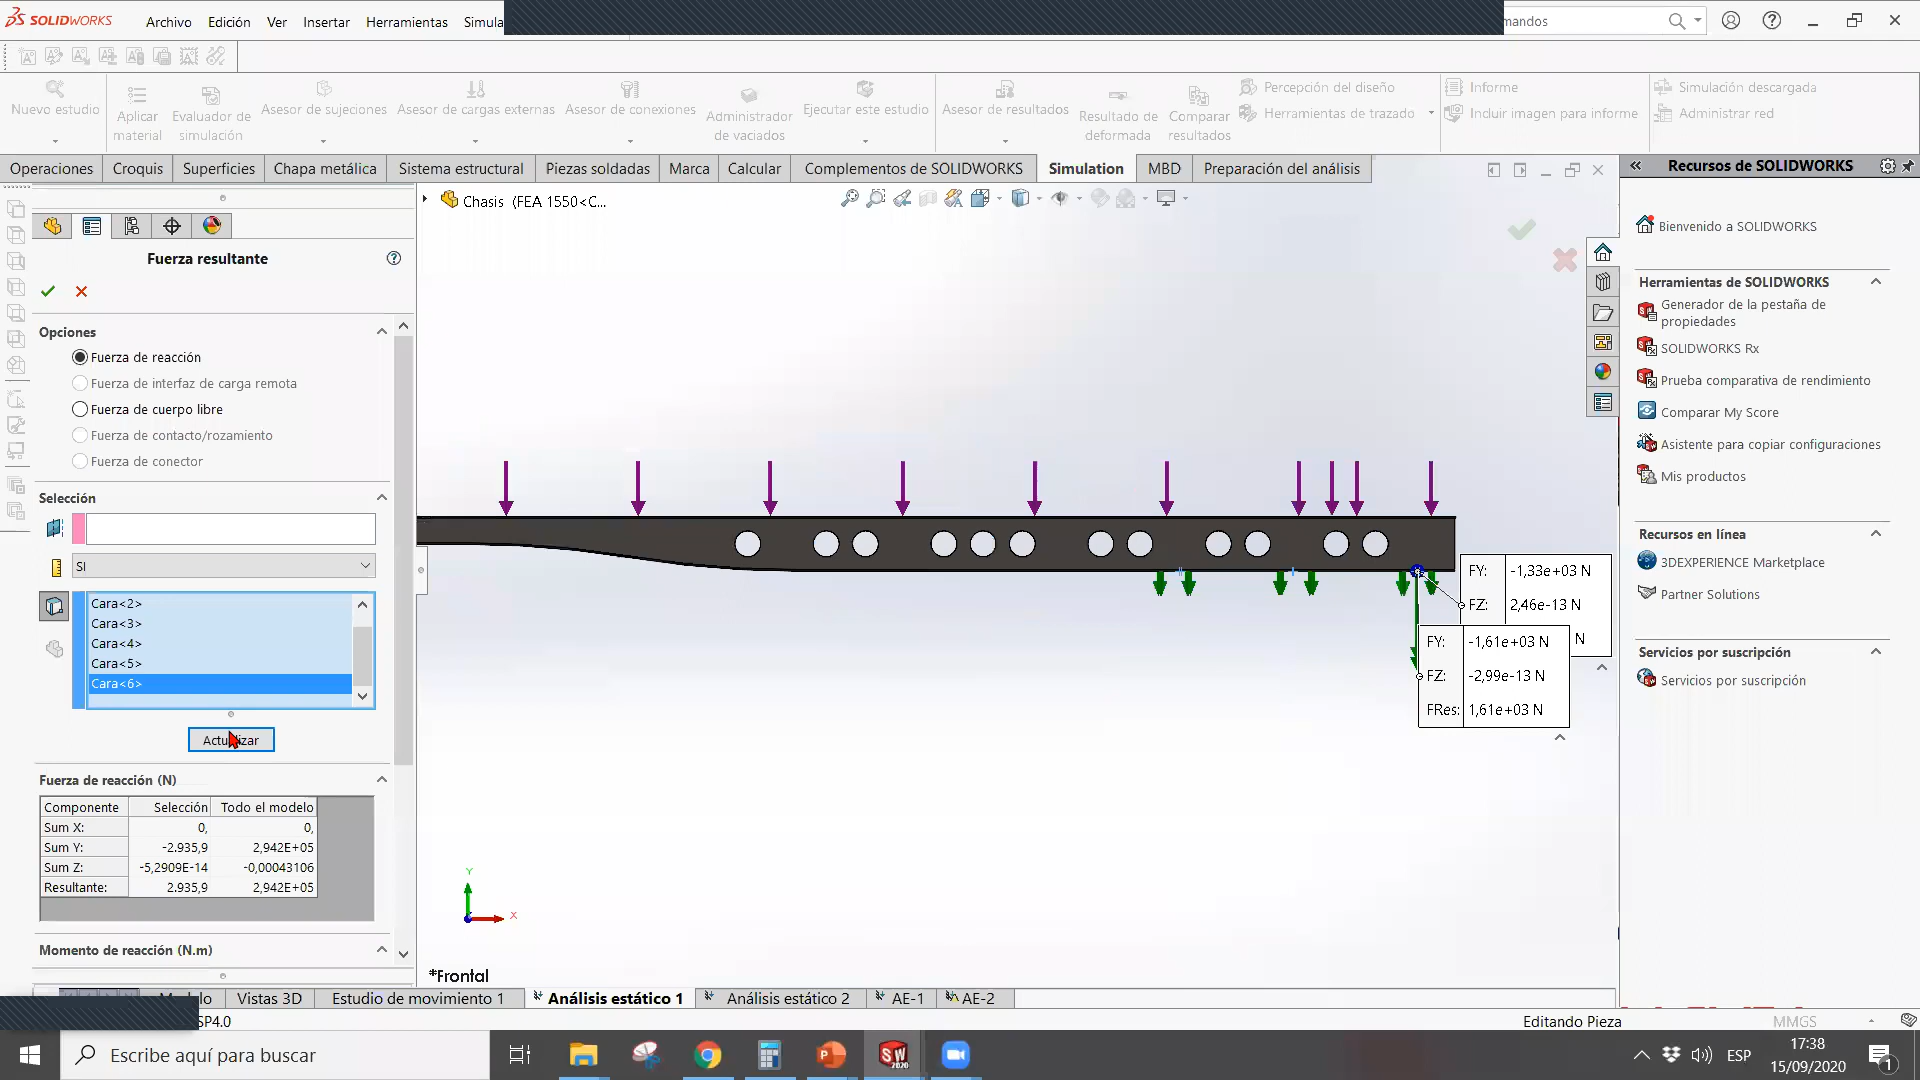 SOLIDWORKS
Archivo Edición Ver Insertar Herramientas Simula
mandos
Nuevo estudio
Aplicar material
Evaluador de simulación
Asesor de sujeciones
Asesor de cargas externas
Asesor de conexiones
Administrador de vaciados
Ejecutar este estudio
Asesor de resultados
Resultado de deformada
Comparar resultados
Percepción del diseño
Herramientas de trazado
Informe
Incluir imagen para informe
Simulación descargada
Administrar red
Operaciones Croquis Superficies Chapa metálica Sistema estructural Piezas soldadas Marca Calcular Complementos de SOLIDWORKS Simulation MBD Preparación del análisis
Chasis (FEA 1550<C...
Fuerza resultante
Opciones
Fuerza de reacción
Fuerza de interfaz de carga remota
Fuerza de cuerpo libre
Fuerza de contacto/rozamiento
Fuerza de conector
Selección
SI
Cara<2>
Cara<3>
Cara<4>
Cara<5>
Cara<6>
Actualizar
Fuerza de reacción (N)
Componente Selección Todo el modelo
Sum X: 0, 0,
Sum Y: -2.935,9 2,942E+05
Sum Z: -5,2909E-14 -0,00043106
Resultante: 2.935,9 2,942E+05
Momento de reacción (N.m)
FY: -1,33e+03 N
FZ: 2,46e-13 N
N
FY: -1,61e+03 N
FZ: -2,99e-13 N
FRes: 1,61e+03 N
Y
X
*Frontal
Recursos de SOLIDWORKS
Bienvenido a SOLIDWORKS
Herramientas de SOLIDWORKS
Generador de la pestaña de
propiedades
SOLIDWORKS Rx
Prueba comparativa de rendimiento
Comparar My Score
Asistente para copiar configuraciones
Mis productos
Recursos en línea
3DEXPERIENCE Marketplace
Partner Solutions
Servicios por suscripción
Servicios por suscripción
Vistas 3D Estudio de movimiento 1 Análisis estático 1 Análisis estático 2 AE-1 AE-2
SP4.0
Editando Pieza
MMGS
Escribe aquí para buscar
SW
2020
ESP
17:38
15/09/2020
1